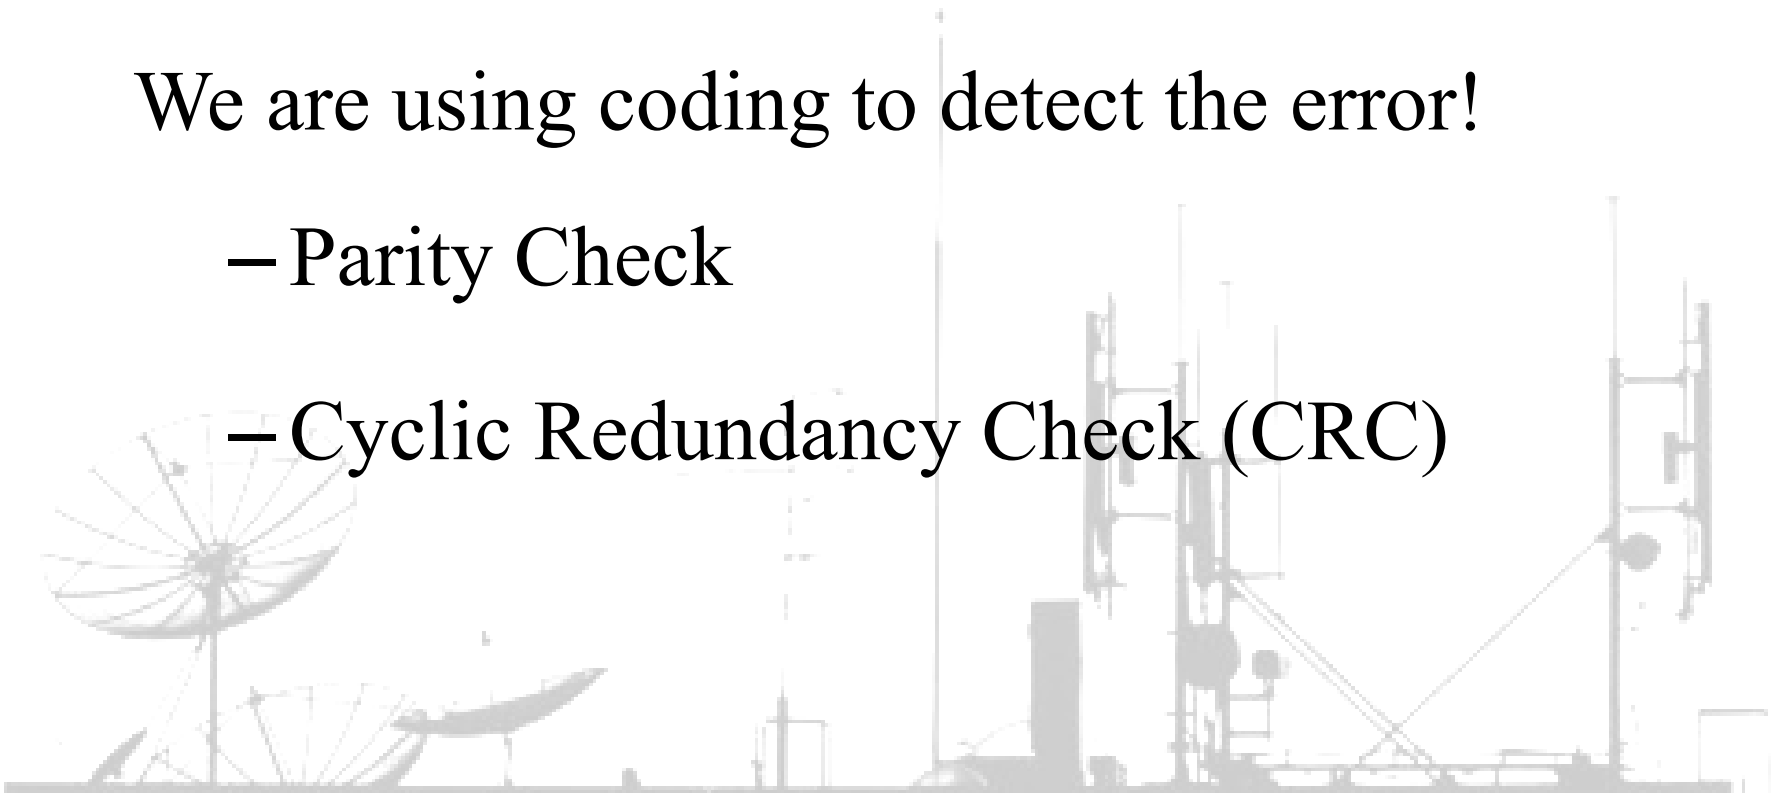 We are using coding to detect the error!
– Parity Check
– Cyclic Redundancy Check (CRC)